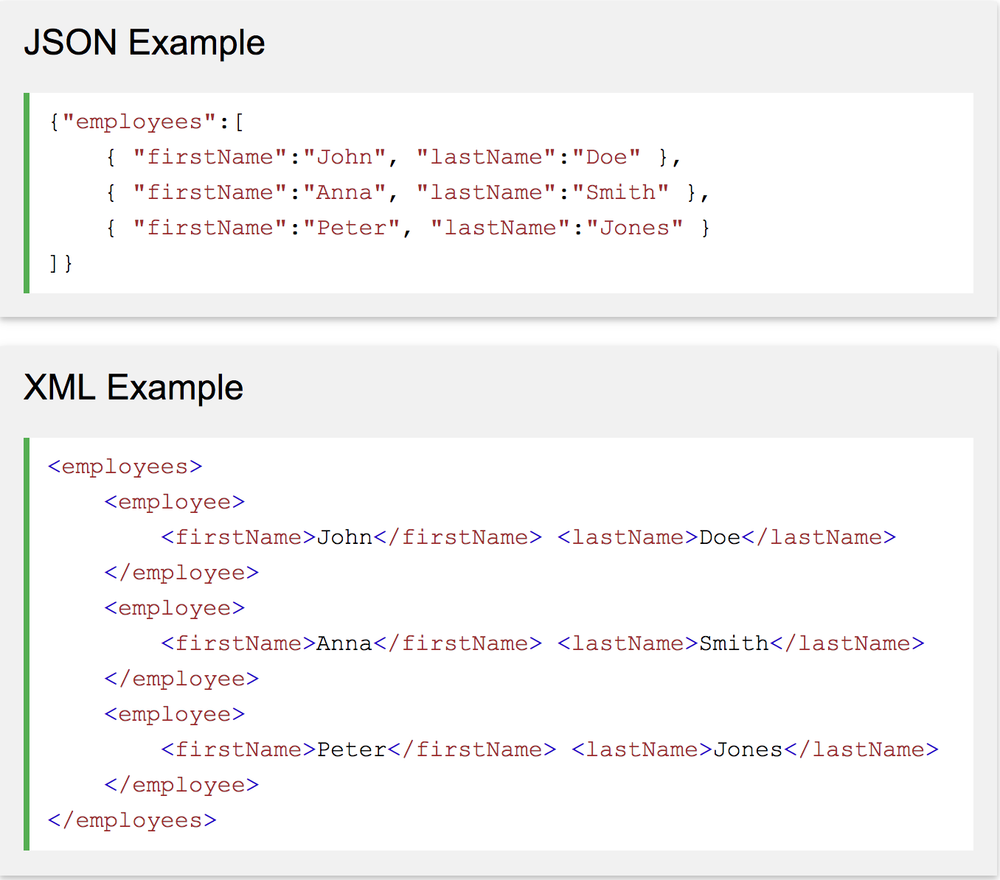 JSON Example
{"employees":[
    { "firstName":"John", "lastName":"Doe" },
    { "firstName":"Anna", "lastName":"Smith" },
    { "firstName":"Peter", "lastName":"Jones" }
]}
XML Example
<employees>
    <employee>
        <firstName>John</firstName> <lastName>Doe</lastName>
    </employee>
    <employee>
        <firstName>Anna</firstName> <lastName>Smith</lastName>
    </employee>
    <employee>
        <firstName>Peter</firstName> <lastName>Jones</lastName>
    </employee>
</employees>